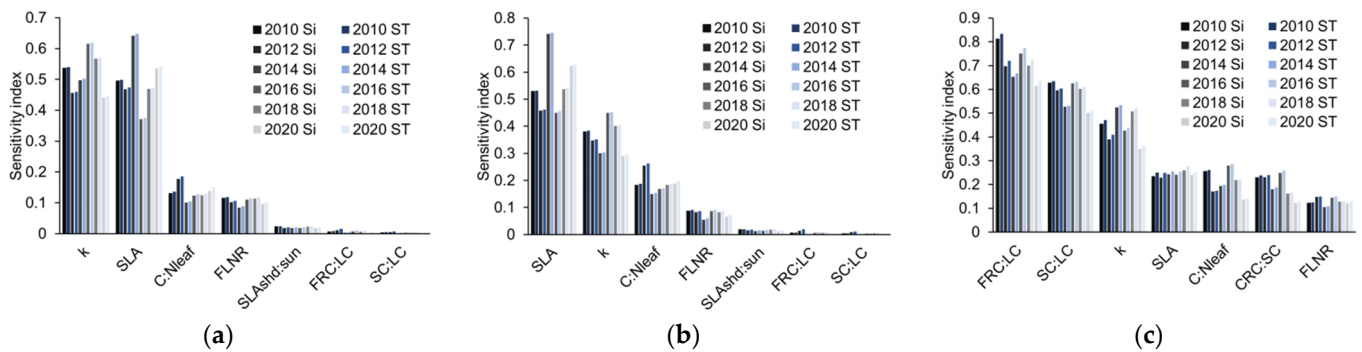 Sensitivity index
0.7
0.6
0.5
0.4
0.3
0.2
0.1
0
2010 Si 2010 ST
2012 Si 2012 ST
2014 Si 2014 ST
2016 Si 2016 ST
2018 Si 2018 ST
2020 Si 2020 ST
k
SLA
C:Nleaf
FLNR
SLAshd:sun
FRC:LC
SC:LC
(a)
Sensitivity index
0.8
0.7
0.6
0.5
0.4
0.3
0.2
0.1
0
2010 Si 2010 ST
2012 Si 2012 ST
2014 Si 2014 ST
2016 Si 2016 ST
2018 Si 2018 ST
2020 Si 2020 ST
SLA
k
C:Nleaf
FLNR
SLAshd:sun
FRC:LC
SC:LC
(b)
Sensitivity index
0.9
0.8
0.7
0.6
0.5
0.4
0.3
0.2
0.1
0
2010 Si 2010 ST
2012 Si 2012 ST
2014 Si 2014 ST
2016 Si 2016 ST
2018 Si 2018 ST
2020 Si 2020 ST
FRC:LC
SC:LC
k
SLA
C:Nleaf
CRC:SC
FLNR
(c)